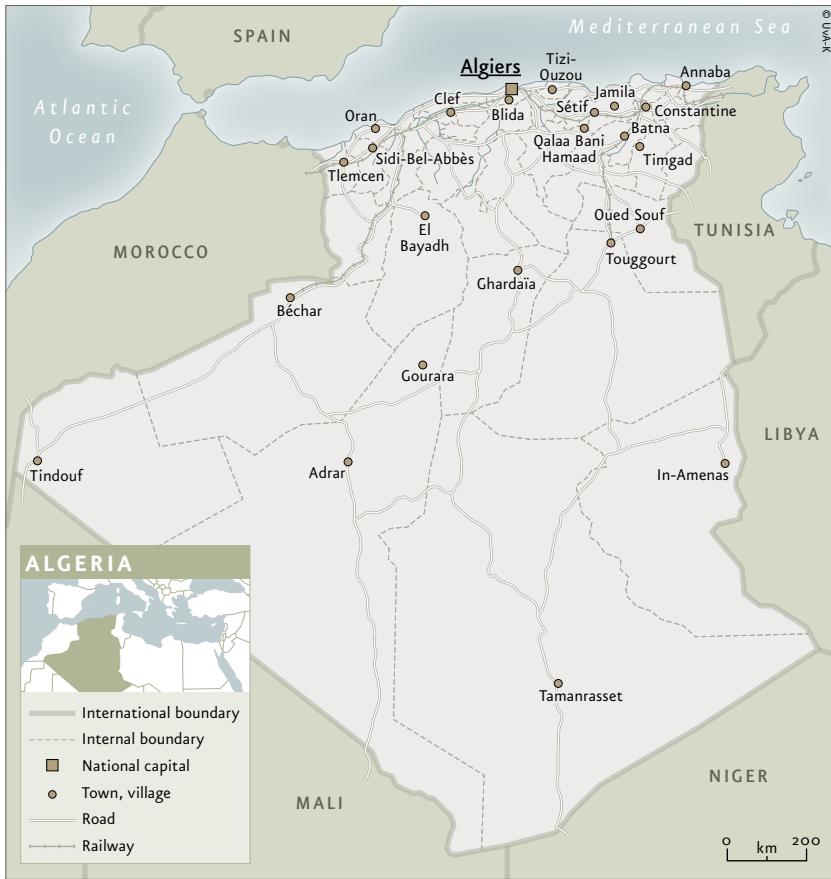 © UvA-K
Mediterranean Sea
SPAIN
Atlantic
Ocean
Algiers
Tizi-
Ouzou
Annaba
Jamila
Clef
Sétif
Constantine
Oran
Blida
Batna
Qalaa Bani
Hamaad
Sidi-Bel-Abbès
Timgad
Tlemcen
Oued Souf
TUNISIA
El
Bayadh
MOROCCO
Touggourt
Ghardaïa
Béchar
Gourara
LIBYA
Tindouf
Adrar
In-Amenas
ALGERIA
Tamanrasset
International boundary
Internal boundary
National capital
Town, village
Road
Railway
MALI
NIGER
0 km 200